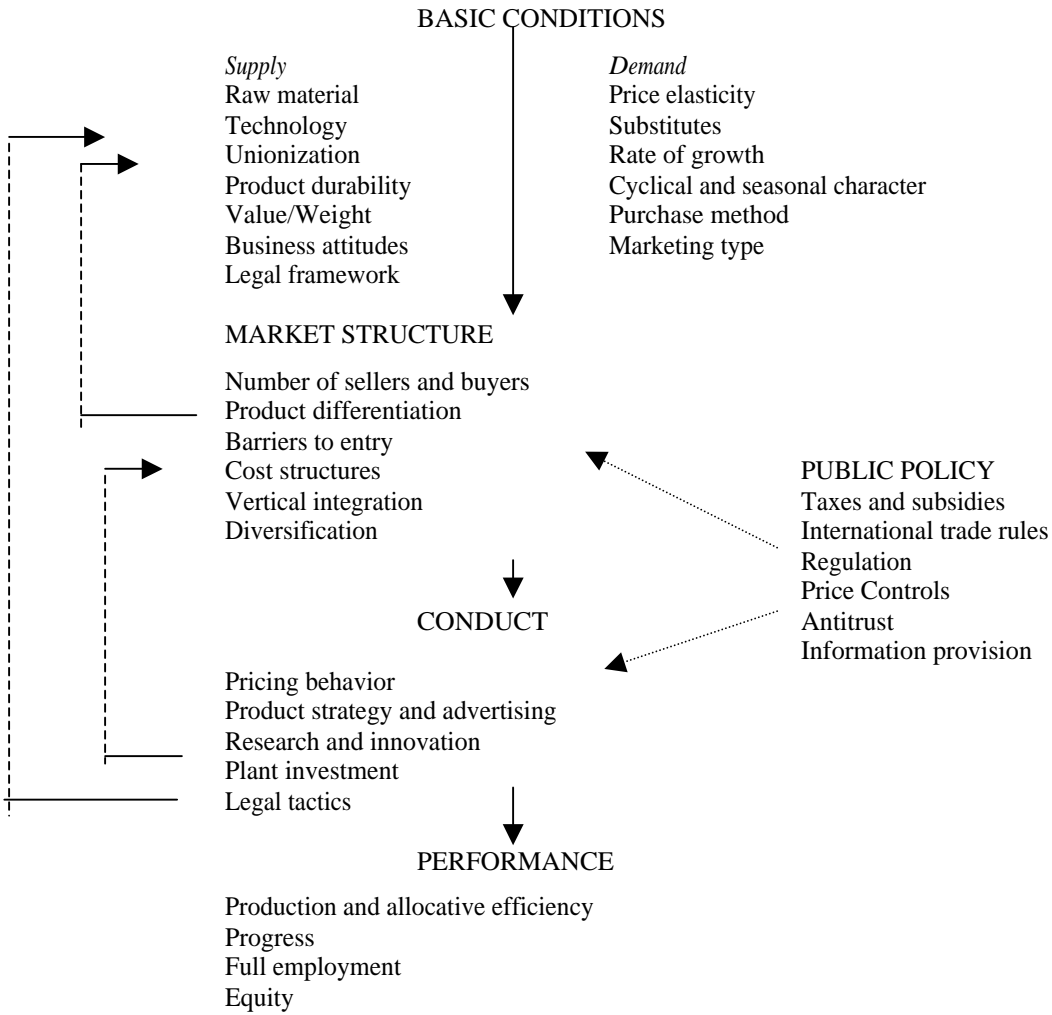 BASIC CONDITIONS
Supply
Raw material
Technology
Unionization
Product durability
Value/Weight
Business attitudes
Legal framework
Demand
Price elasticity
Substitutes
Rate of growth
Cyclical and seasonal character
Purchase method
Marketing type
MARKET STRUCTURE
Number of sellers and buyers
Product differentiation
Barriers to entry
Cost structures
Vertical integration
Diversification
PUBLIC POLICY
Taxes and subsidies
International trade rules
Regulation
Price Controls
Antitrust
Information provision
CONDUCT
Pricing behavior
Product strategy and advertising
Research and innovation
Plant investment
Legal tactics
PERFORMANCE
Production and allocative efficiency
Progress
Full employment
Equity